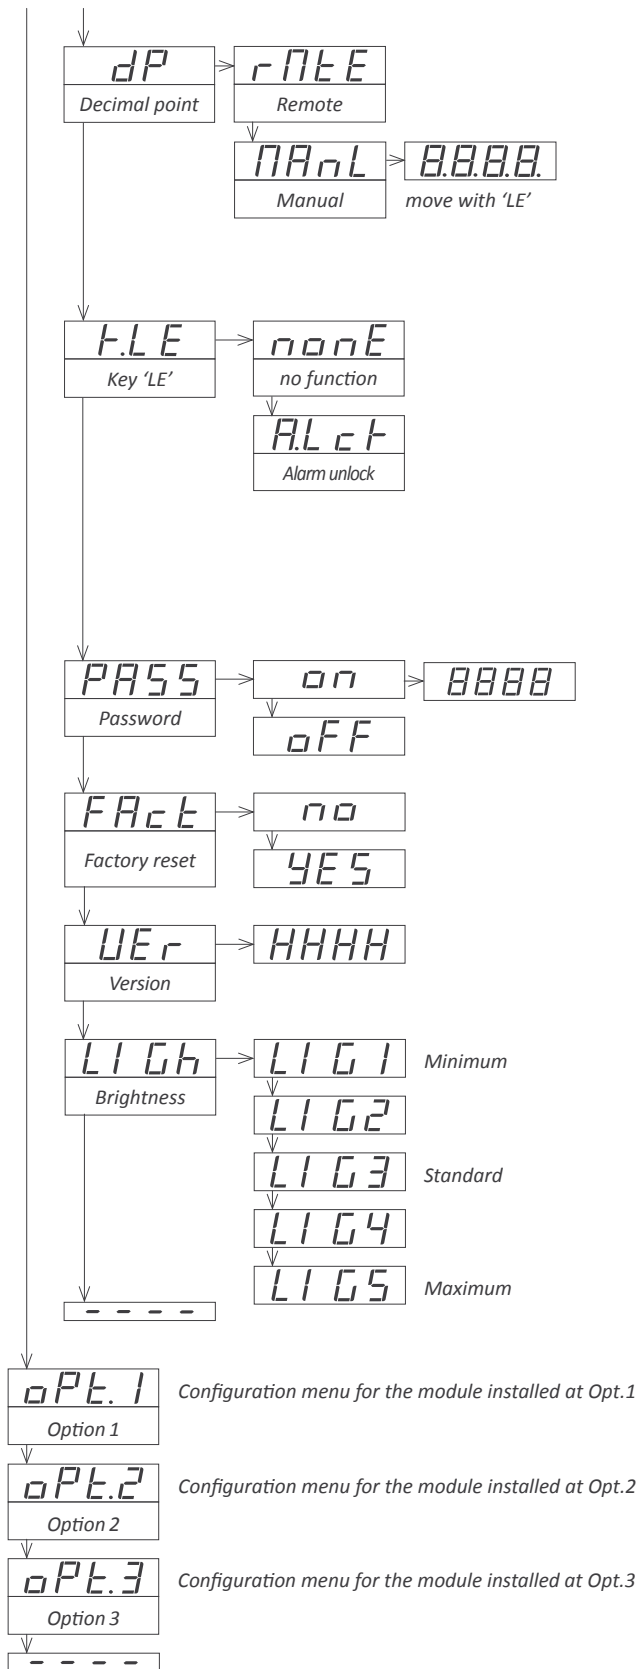 dP
Decimal point
rMtE
Remote
MAnL
Manual
8.8.8.8.
move with ‘LE’
K.LE
Key ‘LE’
nonE
no function
A.LcK
Alarm unlock
PASS
Password
on
8888
oFF
FAct
Factory reset
no
YES
VEr
Version
HHHH
LIGh
Brightness
LIG1
Minimum
LIG2
LIG3
Standard
LIG4
LIG5
Maximum
----
oPt.1
Configuration menu for the module installed at Opt.1
Option 1
oPt.2
Configuration menu for the module installed at Opt.2
Option 2
oPt.3
Configuration menu for the module installed at Opt.3
Option 3
----